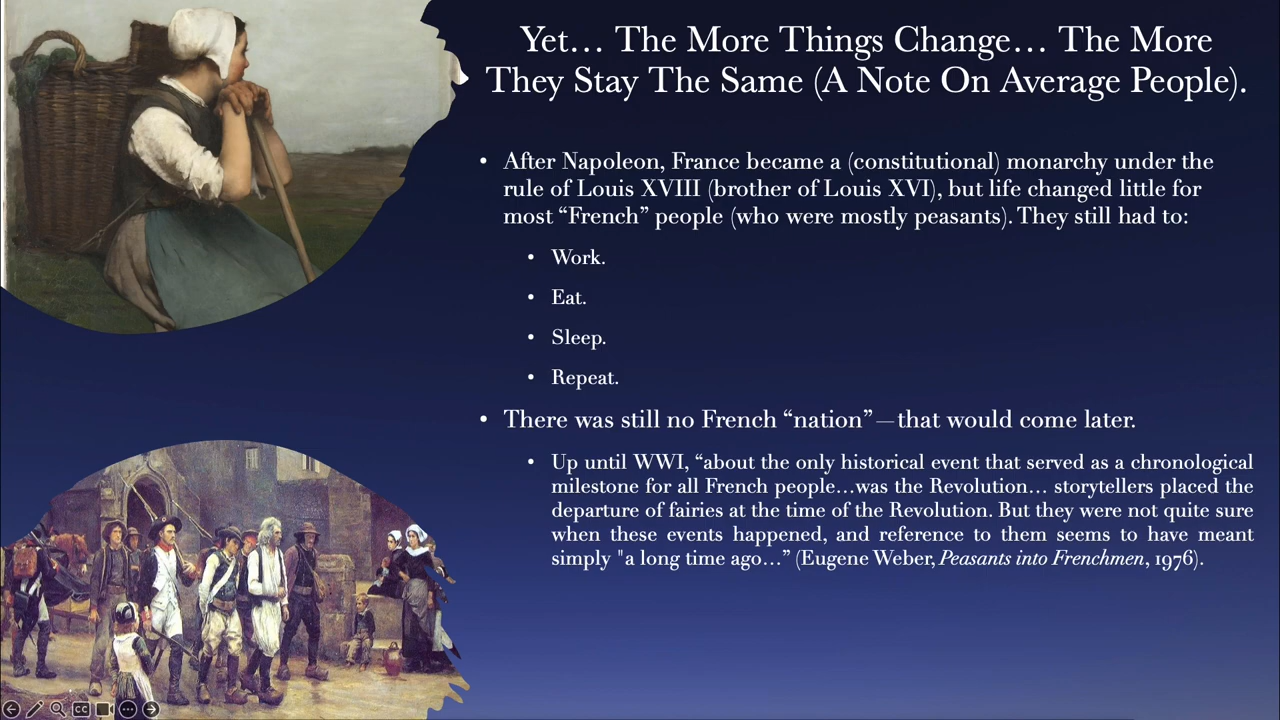 Yet… The More Things Change… The More
They Stay The Same (A Note On Average People).
• After Napoleon, France became a (constitutional) monarchy under the
rule of Louis XVIII (brother of Louis XVI), but life changed little for
most “French” people (who were mostly peasants). They still had to:
• Work.
• Eat.
• Sleep.
• Repeat.
• There was still no French “nation”—that would come later.
• Up until WWI, “about the only historical event that served as a chronological
milestone for all French people…was the Revolution… storytellers placed the
departure of fairies at the time of the Revolution. But they were not quite sure
when these events happened, and reference to them seems to have meant
simply "a long time ago…” (Eugene Weber, Peasants into Frenchmen, 1976).
CC